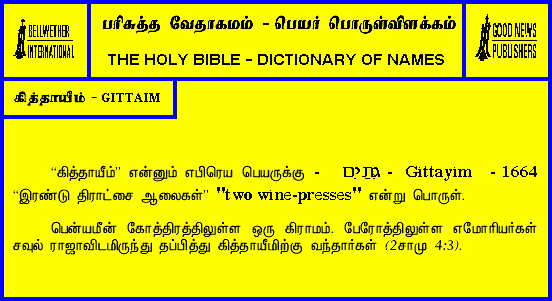 BELLWETHER
INTERNATIONAL
பரிசுத்த வேதாகமம் - பெயர் பொருள்விளக்கம்
THE HOLY BIBLE - DICTIONARY OF NAMES
GOOD NEWS
PUBLISHERS
கித்தாயீம் - GITTAIM
“கித்தாயீம்” என்னும் எபிரெய பெயருக்கு - גִּתַּיִם - Gittayim - 1664
“இரண்டு திராட்சை ஆலைகள்” "two wine-presses" என்று பொருள்.
பென்யமீன் கோத்திரத்திலுள்ள ஒரு கிராமம். பேரோத்திலுள்ள எமோரியர்கள்
சவுல் ராஜாவிடமிருந்து தப்பித்து கித்தாயீமிற்கு வந்தார்கள் (2சாமு 4:3).